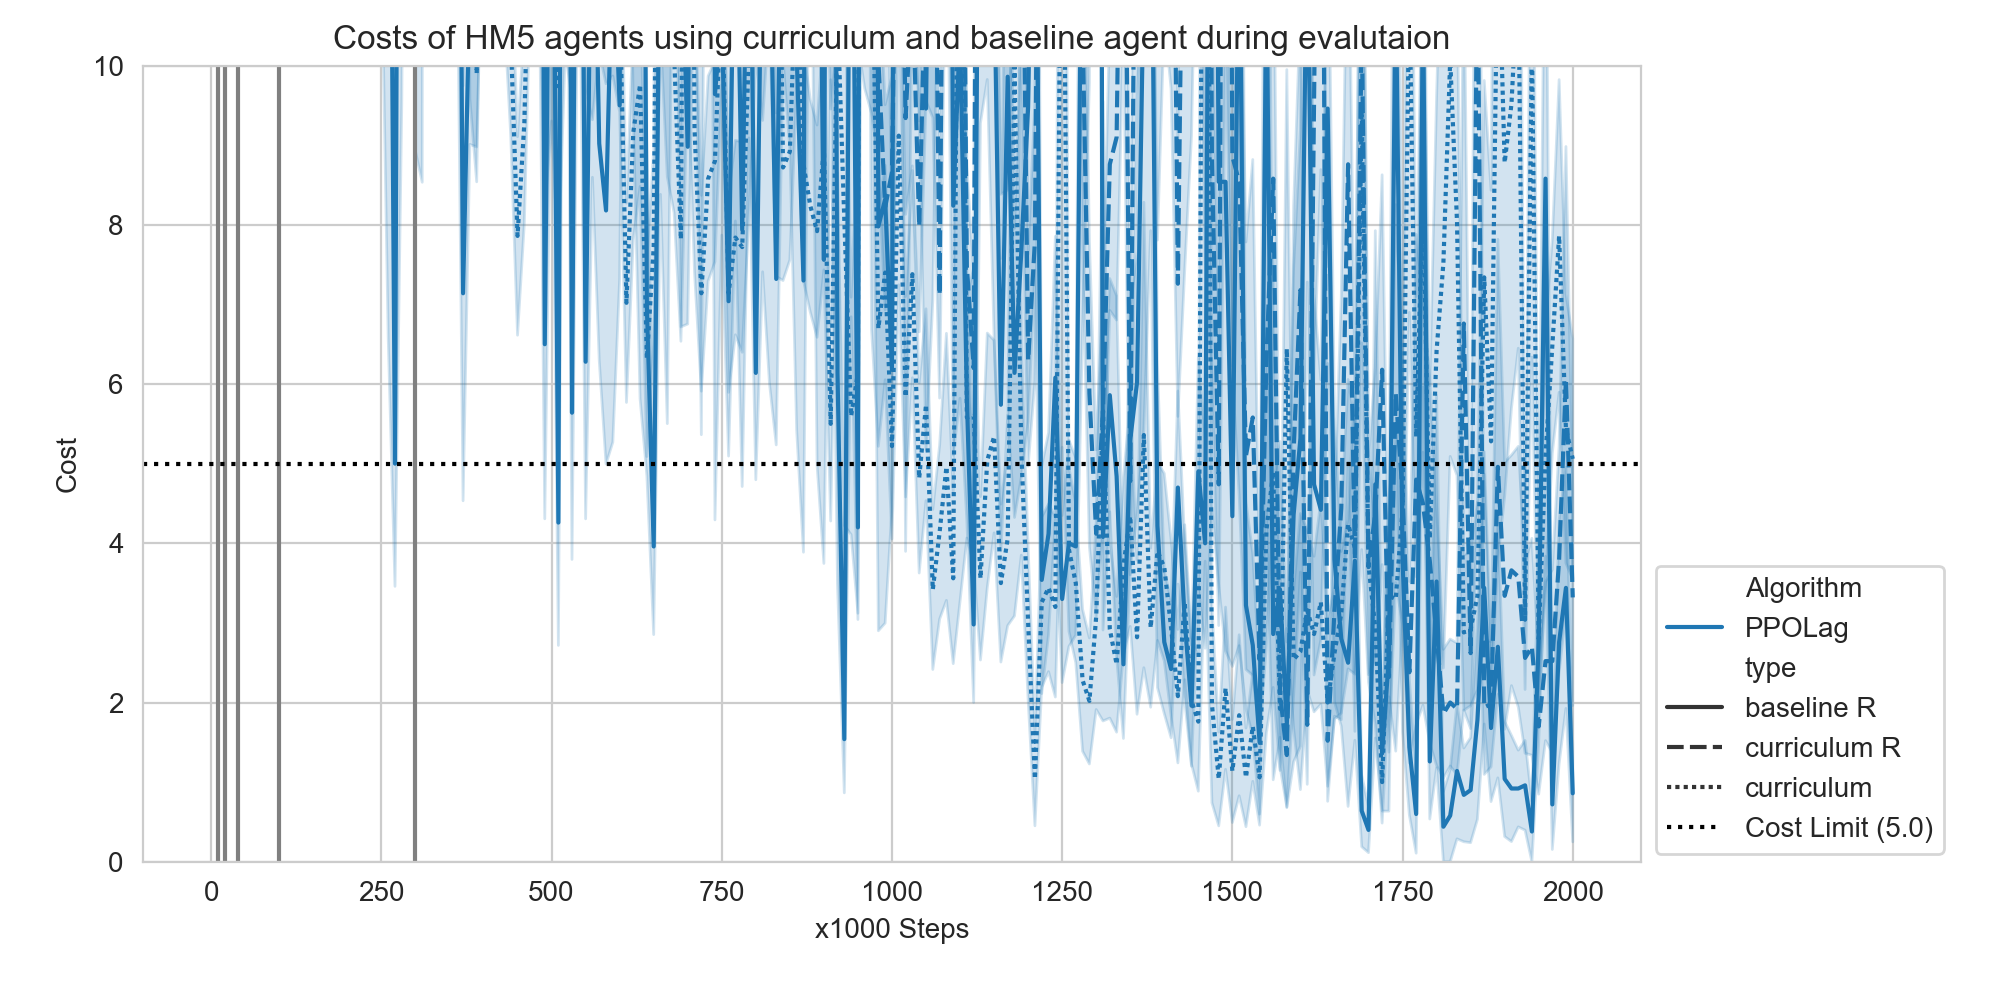 Costs of HM5 agents using curriculum and baseline agent during evalutaion
10
8
6
4
2
0
Cost
0 250 500 750 1000 1250 1500 1750 2000
x1000 Steps
Algorithm
PPOLag
type
baseline R
curriculum R
curriculum
Cost Limit (5.0)